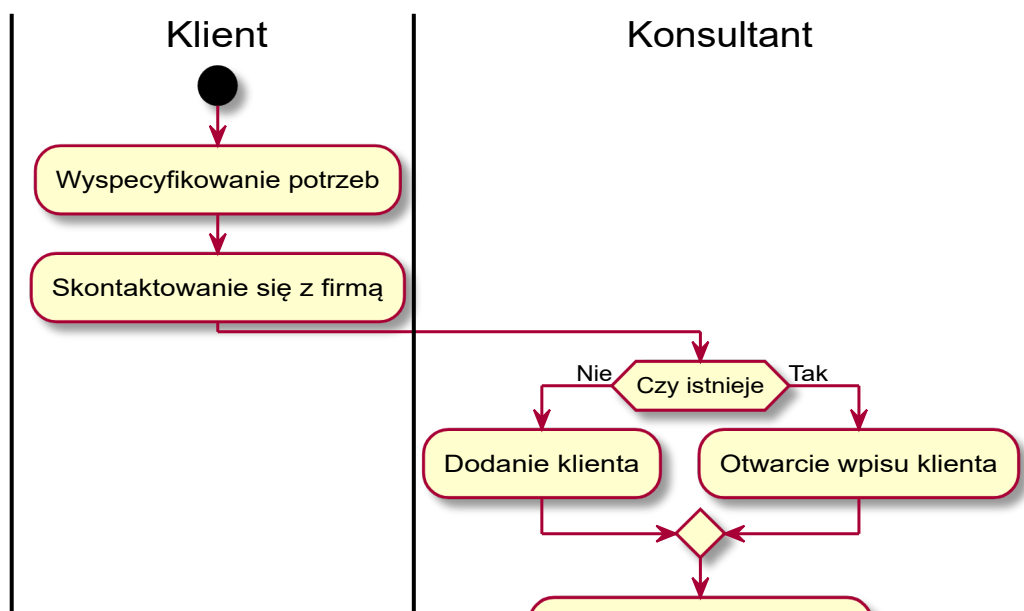 Klient
Konsultant
Wyspecyfikowanie potrzeb
Skontaktowanie się z firmą
Nie
Czy istnieje
Tak
Dodanie klienta
Otwarcie wpisu klienta